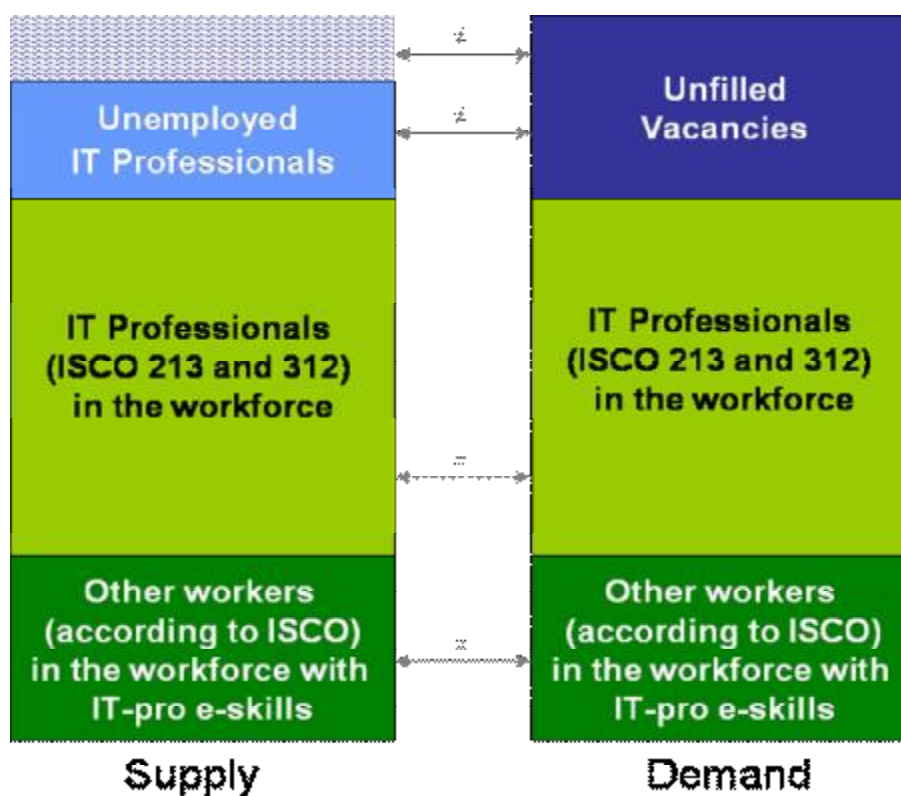 Unemployed
IT Professionals
IT Professionals
(ISCO 213 and 312)
in the workforce
Other workers
(according to ISCO)
in the workforce with
IT-pro e-skills
Supply
Unfilled
Vacancies
IT Professionals
(ISCO 213 and 312)
in the workforce
Other workers
(according to ISCO)
in the workforce with
IT-pro e-skills
Demand